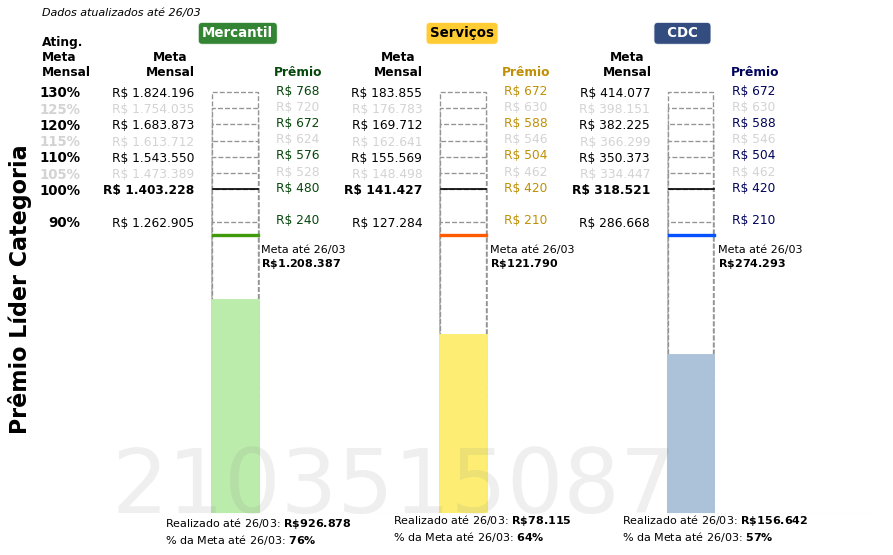 Dados atualizados até 26/03
Mercantil Serviços CDC
Ating.
Meta Meta Meta Meta
Mensal Mensal Prêmio Mensal Prêmio Mensal Prêmio
130% R$ 1.824.196 R$ 768 R$ 183.855 R$ 672 R$ 414.077 R$ 672
125% R$ 1.754.035 R$ 720 R$ 176.783 R$ 630 R$ 398.151 R$ 630
120% R$ 1.683.873 R$ 672 R$ 169.712 R$ 588 R$ 382.225 R$ 588
115% R$ 1.613.712 R$ 624 R$ 162.641 R$ 546 R$ 366.299 R$ 546
110% R$ 1.543.550 R$ 576 R$ 155.569 R$ 504 R$ 350.373 R$ 504
105% R$ 1.473.389 R$ 528 R$ 148.498 R$ 462 R$ 334.447 R$ 462
100% R$ 1.403.228 R$ 480 R$ 141.427 R$ 420 R$ 318.521 R$ 420
90% R$ 1.262.905 R$ 240 R$ 127.284 R$ 210 R$ 286.668 R$ 210
Meta até 26/03 Meta até 26/03 Meta até 26/03
R$1.208.387 R$121.790 R$274.293
Prêmio Líder Categoria
2103515087
Realizado até 26/03: R$926.878 Realizado até 26/03: R$78.115 Realizado até 26/03: R$156.642
% da Meta até 26/03: 76% % da Meta até 26/03: 64% % da Meta até 26/03: 57%